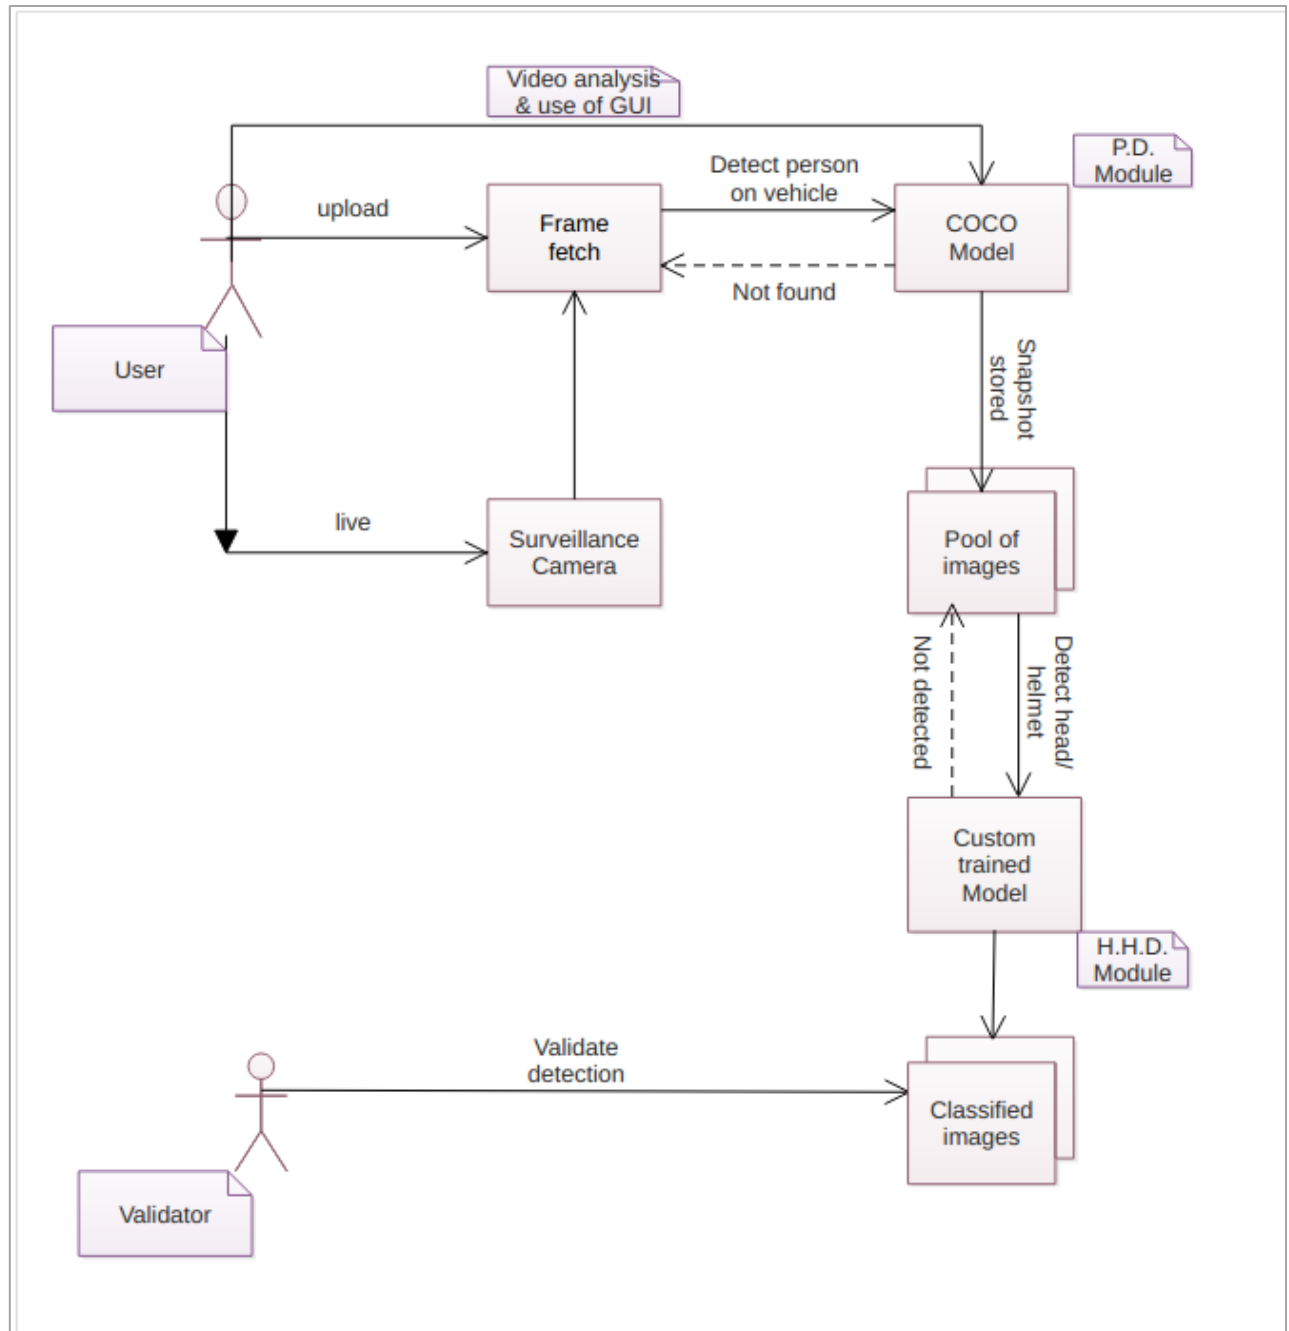 Video analysis
& use of GUI
P.D.
Module
Detect person
on vehicle
upload
Frame
fetch
COCO
Model
Not found
User
Snapshot
stored
live
Surveillance
Camera
Pool of
images
Not detected
Detect head/
helmet
Custom
trained
Model
H.H.D.
Module
Validate
detection
Classified
images
Validator